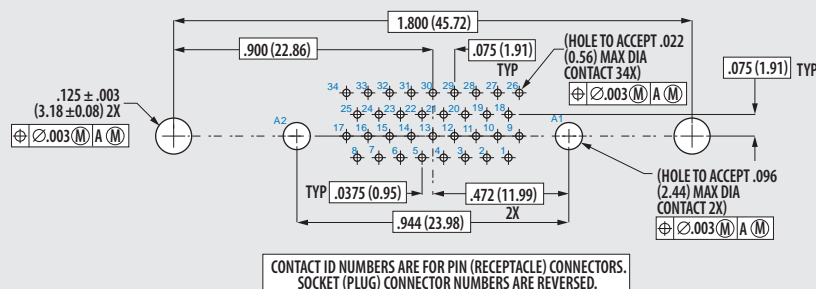 1.800 (45.72)
.900 (22.86)
.075 (1.91)
TYP
(HOLE TO ACCEPT .022
(0.56) MAX DIA
CONTACT 34X)
⌖ ∅.003 Ⓜ A Ⓜ
.075 (1.91) TYP
.125 ± .003
(3.18 ±0.08) 2X
⌖ ∅.003 Ⓜ A Ⓜ
34 33 32 31 30 29 28 27 26
25 24 23 22 21 20 19 18
A2
17 16 15 14 13 12 11 10 9
A1
8 7 6 5 4 3 2 1
TYP .0375 (0.95)
.472 (11.99)
2X
.944 (23.98)
(HOLE TO ACCEPT .096
(2.44) MAX DIA
CONTACT 2X)
⌖ ∅.003 Ⓜ A Ⓜ
CONTACT ID NUMBERS ARE FOR PIN (RECEPTACLE) CONNECTORS.
SOCKET (PLUG) CONNECTOR NUMBERS ARE REVERSED.